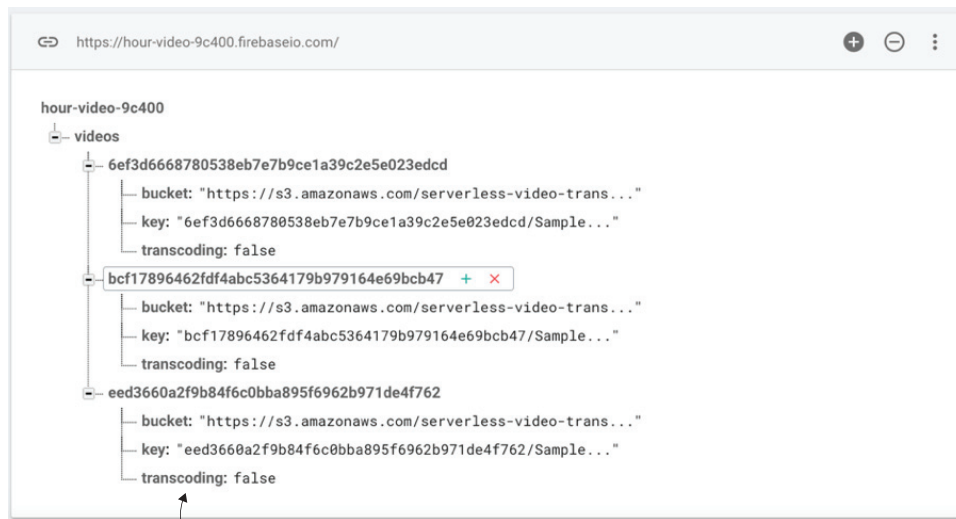 https://hour-video-9c400.firebaseio.com/
hour-video-9c400
videos
6ef3d6668780538eb7e7b9ce1a39c2e5e023edcd
bucket: "https://s3.amazonaws.com/serverless-video-trans..."
key: "6ef3d6668780538eb7e7b9ce1a39c2e5e023edcd/Sample..."
transcoding: false
bcf17896462fdf4abc5364179b979164e69bcb47
bucket: "https://s3.amazonaws.com/serverless-video-trans..."
key: "bcf17896462fdf4abc5364179b979164e69bcb47/Sample..."
transcoding: false
eed3660a2f9b84f6c0bba895f6962b971de4f762
bucket: "https://s3.amazonaws.com/serverless-video-trans..."
key: "eed3660a2f9b84f6c0bba895f6962b971de4f762/Sample..."
transcoding: false